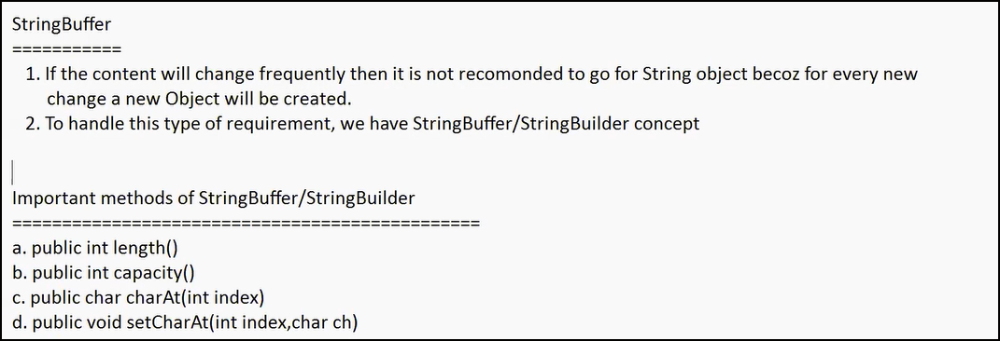 StringBuffer
===========
1. If the content will change frequently then it is not recomonded to go for String object becoz for every new
change a new Object will be created.
2. To handle this type of requirement, we have StringBuffer/StringBuilder concept
Important methods of StringBuffer/StringBuilder
===============================================
a. public int length()
b. public int capacity()
c. public char charAt(int index)
d. public void setCharAt(int index,char ch)